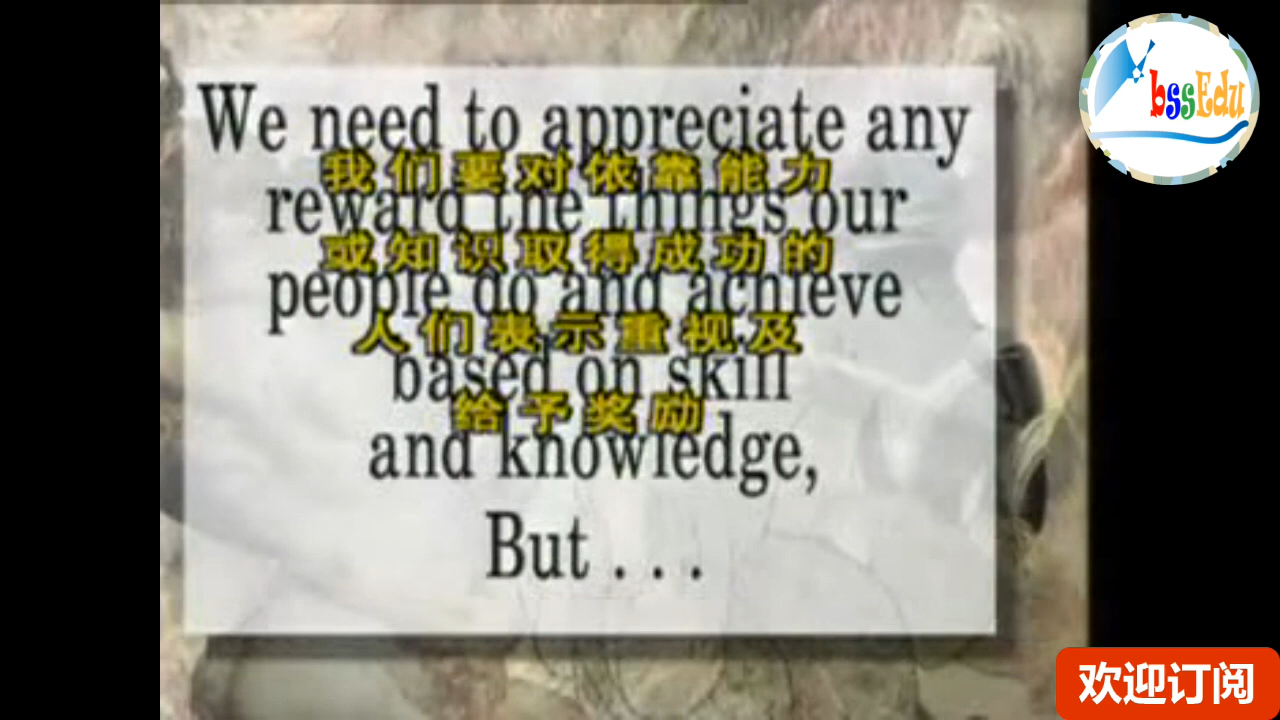 We need to appreciate any
我们要对依靠能力
reward the things our
或知识取得成功的
people do and achieve
人们表示重视及
based on skill
给予奖励
and knowledge,
But . . .
bssEdu
欢迎订阅